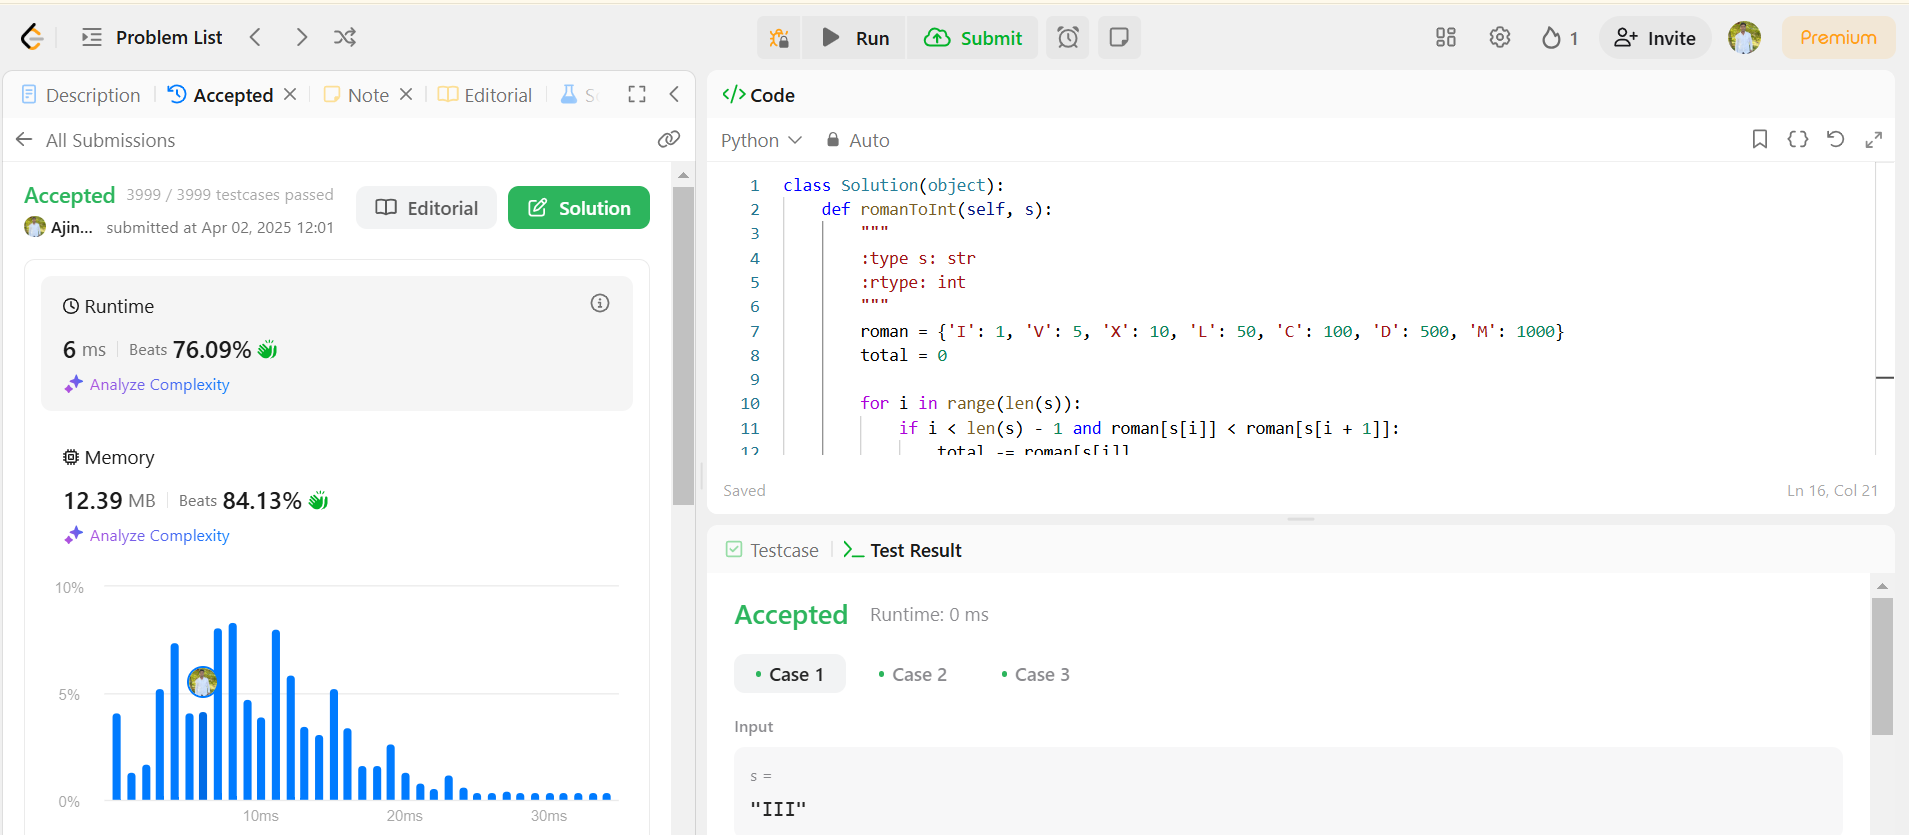 Problem List
Run
Submit
1
Invite
Premium
Description
Accepted
Note
Editorial
All Submissions
Accepted 3999 / 3999 testcases passed
Ajin... submitted at Apr 02, 2025 12:01
Editorial
Solution
Runtime
6 ms Beats 76.09%
Analyze Complexity
Memory
12.39 MB Beats 84.13%
Analyze Complexity
10%
5%
0%
10ms 20ms 30ms
</> Code
Python Auto
1 class Solution(object):
2 def romanToInt(self, s):
3 """
4 :type s: str
5 :rtype: int
6 """
7 roman = {'I': 1, 'V': 5, 'X': 10, 'L': 50, 'C': 100, 'D': 500, 'M': 1000}
8 total = 0
9
10 for i in range(len(s)):
11 if i < len(s) - 1 and roman[s[i]] < roman[s[i + 1]]:
12 total -= roman[s[i]]
Saved
Ln 16, Col 21
Testcase
Test Result
Accepted Runtime: 0 ms
Case 1 Case 2 Case 3
Input
s =
"III"